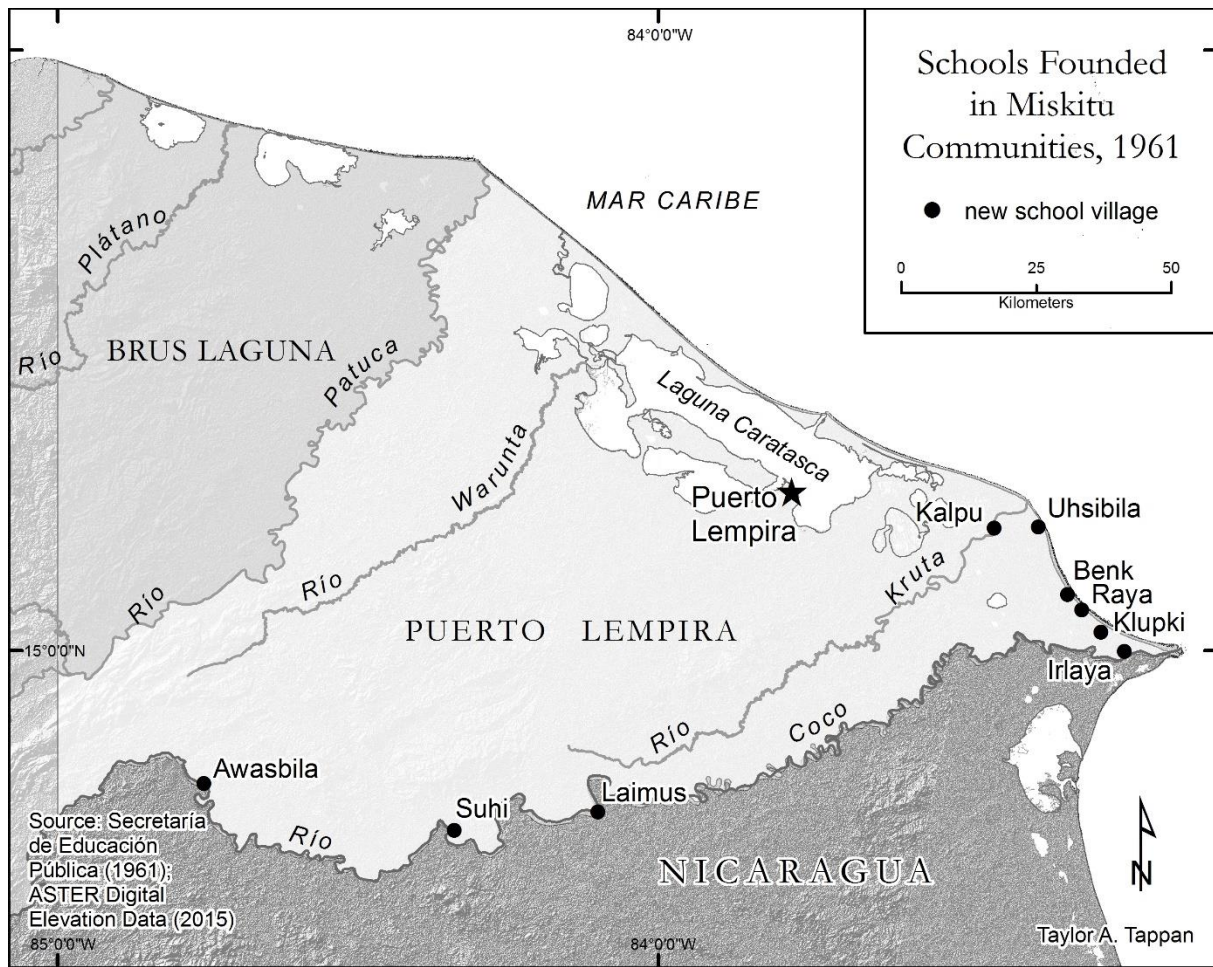 84°0'0"W
Schools Founded
in Miskitu
Communities, 1961
new school village
0 25 50
Kilometers
MAR CARIBE
Río Plátano
BRUS LAGUNA
Río Patuca
Río Warunta
Laguna Caratasca
Puerto
Lempira
Kalpu
Uhsibila
Río Kruta
Benk
Raya
Klupki
PUERTO LEMPIRA
15°0'0"N
Irlaya
Río Coco
Awasbila
Suhi
Laimus
NICARAGUA
Source: Secretaría
de Educación
Pública (1961);
ASTER Digital
Elevation Data (2015)
N
Taylor A. Tappan
85°0'0"W
84°0'0"W